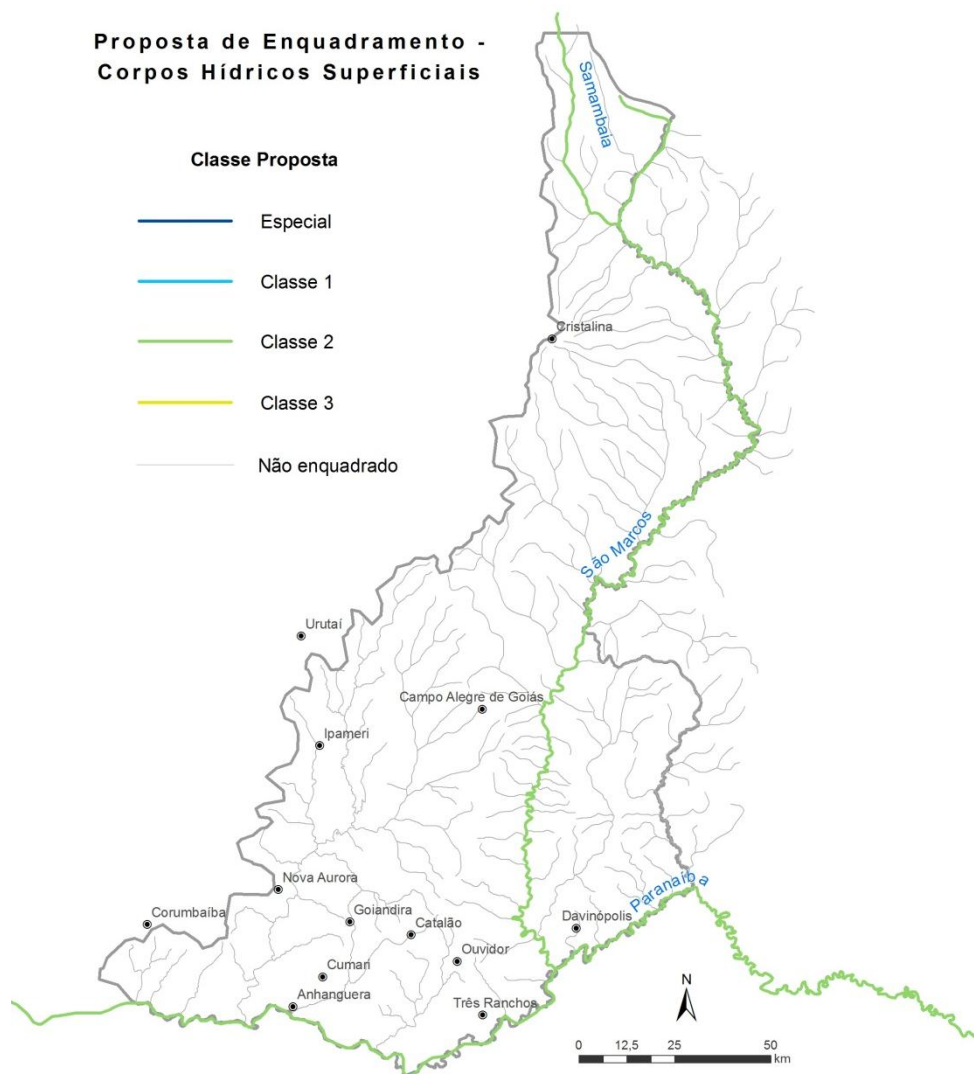 Proposta de Enquadramento -
Corpos Hídricos Superficiais
Classe Proposta
Especial
Classe 1
Classe 2
Classe 3
Não enquadrado
Samambaia
Cristalina
São Marcos
Urutaí
Campo Alegre de Goiás
Ipameri
Paranaíba
Nova Aurora
Corumbaíba
Goiandira
Catalão
Davinópolis
Ouvidor
Cumari
Anhanguera
Três Ranchos
N
0 12,5 25 50
km